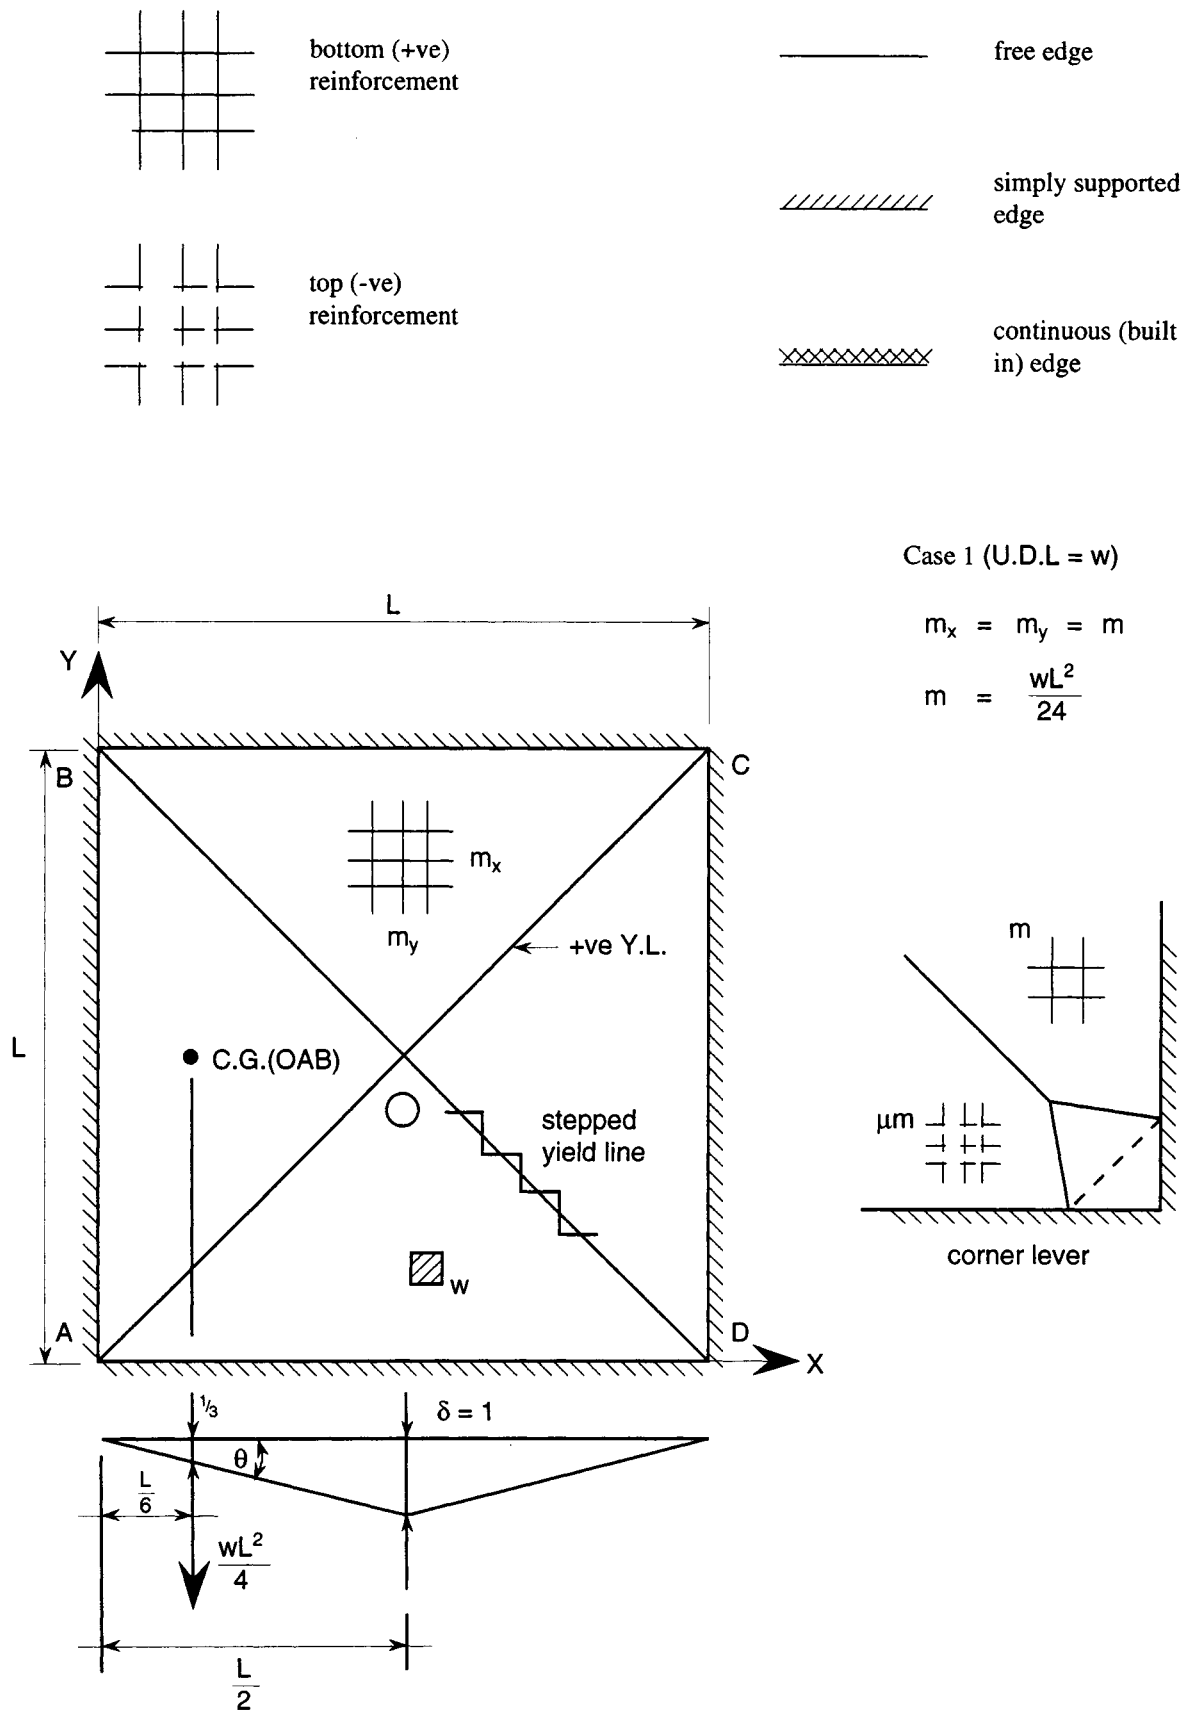 bottom (+ve)
reinforcement
free edge
simply supported
edge
top (-ve)
reinforcement
continuous (built
in) edge
Case 1 (U.D.L = w)
mx = my = m
m = wL²/24
L
Y
B
C
mx
my
+ve Y.L.
m
L
C.G.(OAB)
O
stepped
yield line
μm
w
corner lever
A
D
X
1/3
δ = 1
θ
L/6
wL²/4
L/2